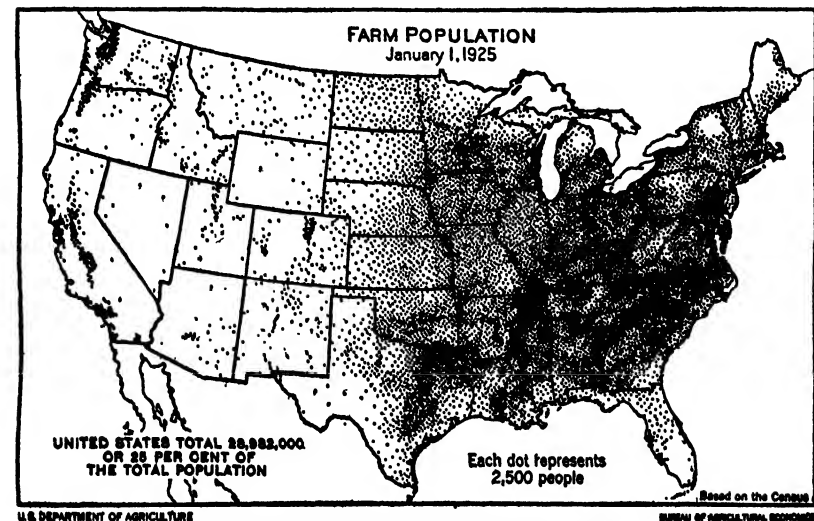 FARM POPULATION
January 1, 1925
UNITED STATES TOTAL 28,982,000
OR 25 PER CENT OF
THE TOTAL POPULATION
Each dot represents
2,500 people
Based on the Census
U.S. DEPARTMENT OF AGRICULTURE
BUREAU OF AGRICULTURAL ECONOMICS